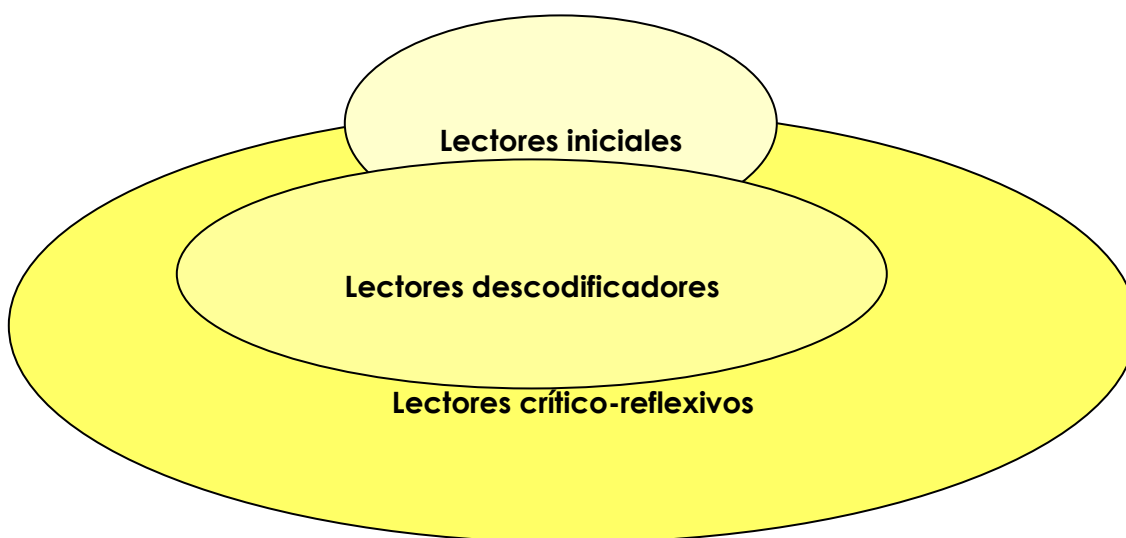 Lectores iniciales
Lectores descodificadores
Lectores crítico-reflexivos